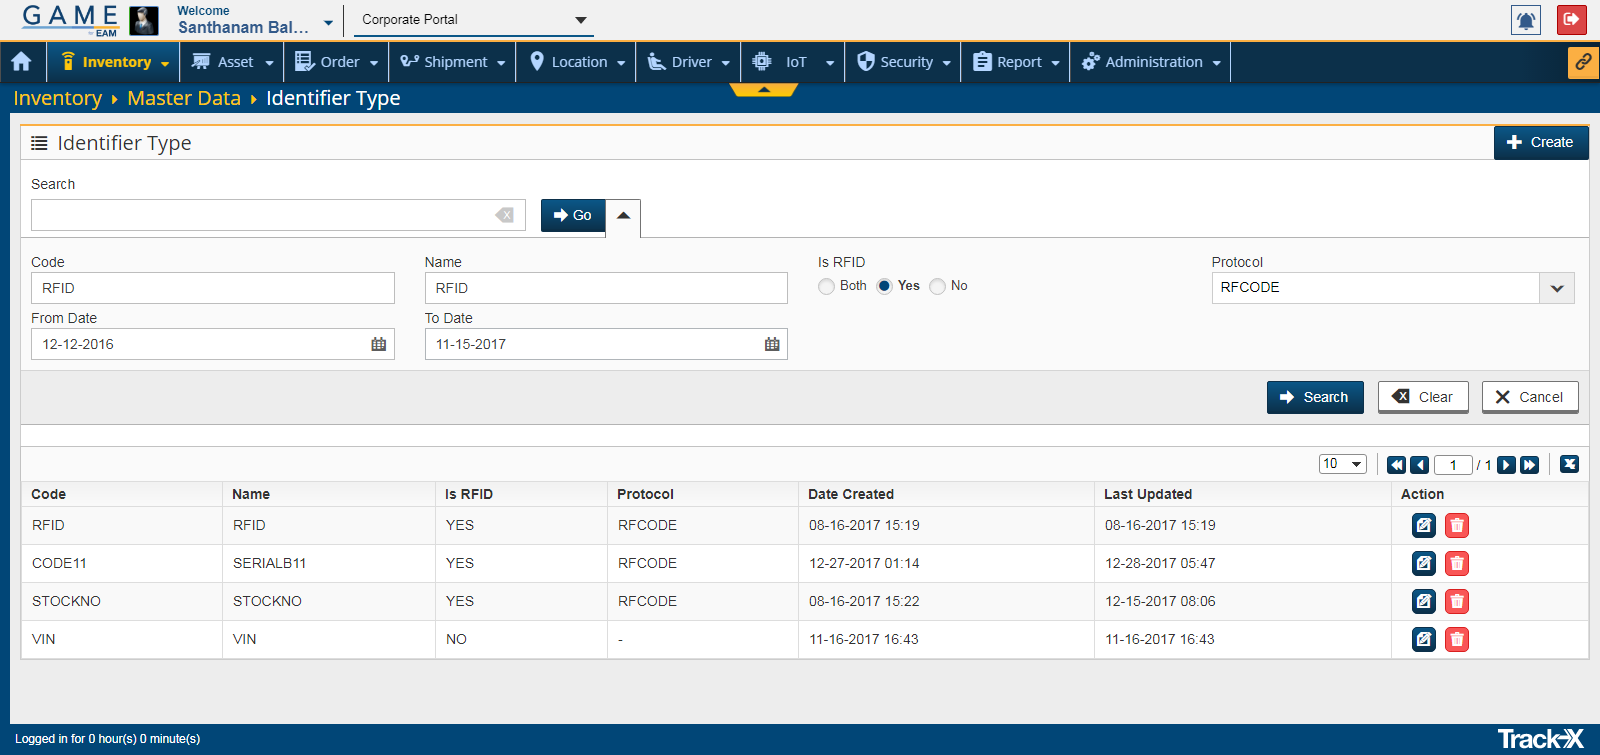 GAME
by EAM
Welcome
Santhanam Bal...
Corporate Portal
Inventory Asset Order Shipment Location Driver IoT Security Report Administration
Inventory Master Data Identifier Type
Identifier Type
Create
Search
Go
Code Name Is RFID Protocol
RFID RFID Both Yes No RFCODE
From Date To Date
12-12-2016 11-15-2017
Search Clear Cancel
10 1 / 1
Code Name Is RFID Protocol Date Created Last Updated Action
RFID RFID YES RFCODE 08-16-2017 15:19 08-16-2017 15:19
CODE11 SERIALB11 YES RFCODE 12-27-2017 01:14 12-28-2017 05:47
STOCKNO STOCKNO YES RFCODE 08-16-2017 15:22 12-15-2017 08:06
VIN VIN NO - 11-16-2017 16:43 11-16-2017 16:43
Logged in for 0 hour(s) 0 minute(s)
Track-X